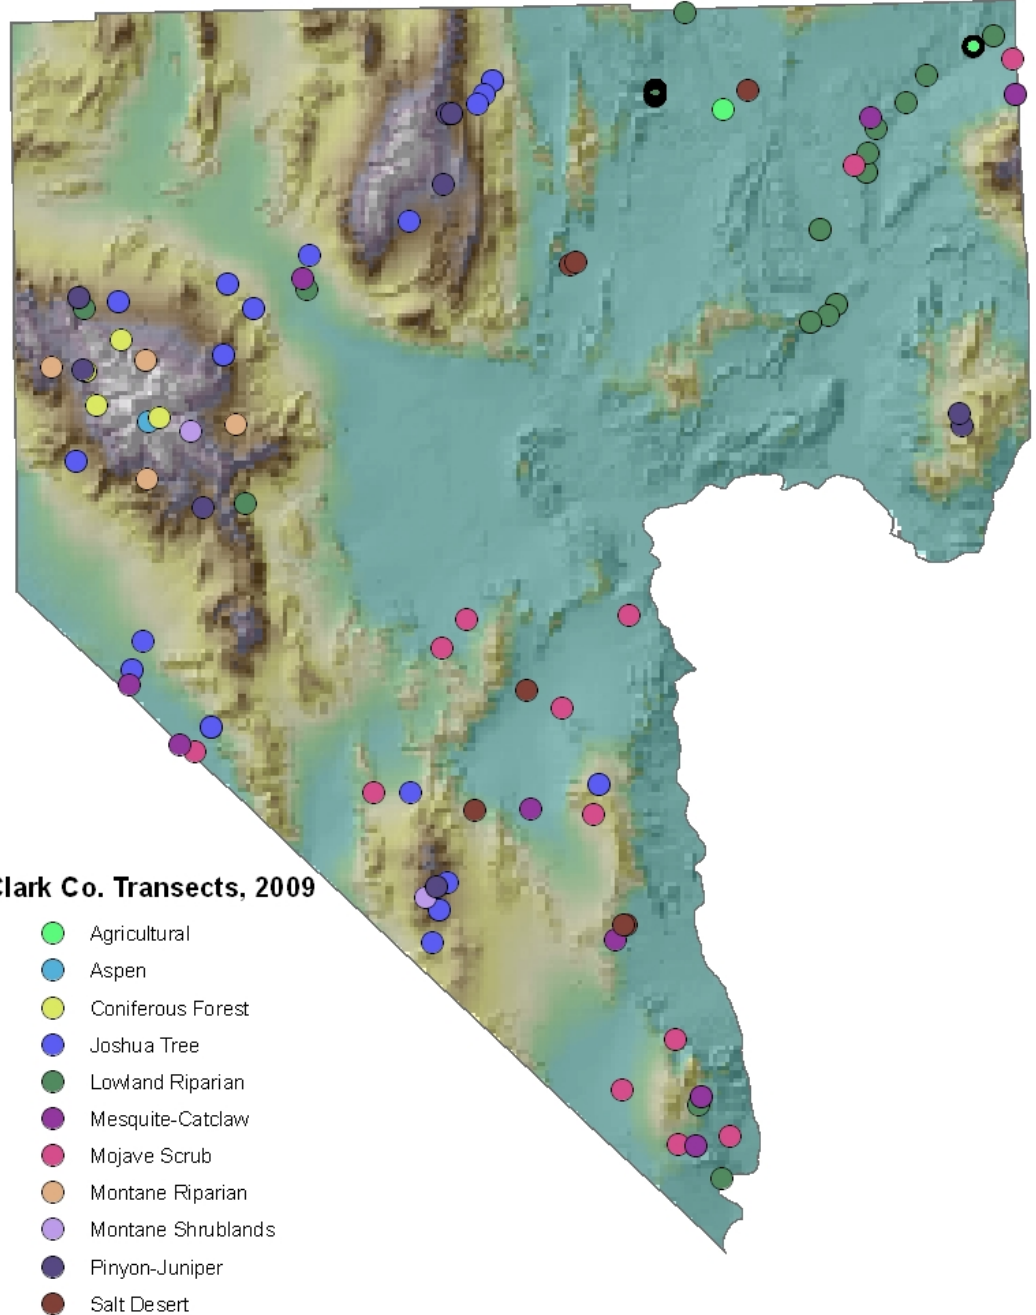 Clark Co. Transects, 2009
Agricultural
Aspen
Coniferous Forest
Joshua Tree
Lowland Riparian
Mesquite-Catclaw
Mojave Scrub
Montane Riparian
Montane Shrublands
Pinyon-Juniper
Salt Desert